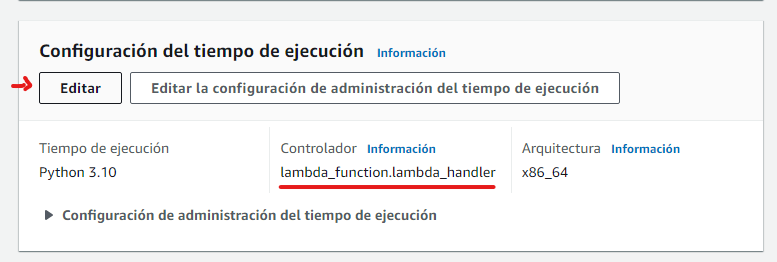 Configuración del tiempo de ejecución Información
Editar Editar la configuración de administración del tiempo de ejecución
Tiempo de ejecución
Python 3.10
Controlador Información
lambda_function.lambda_handler
Arquitectura Información
x86_64
Configuración de administración del tiempo de ejecución